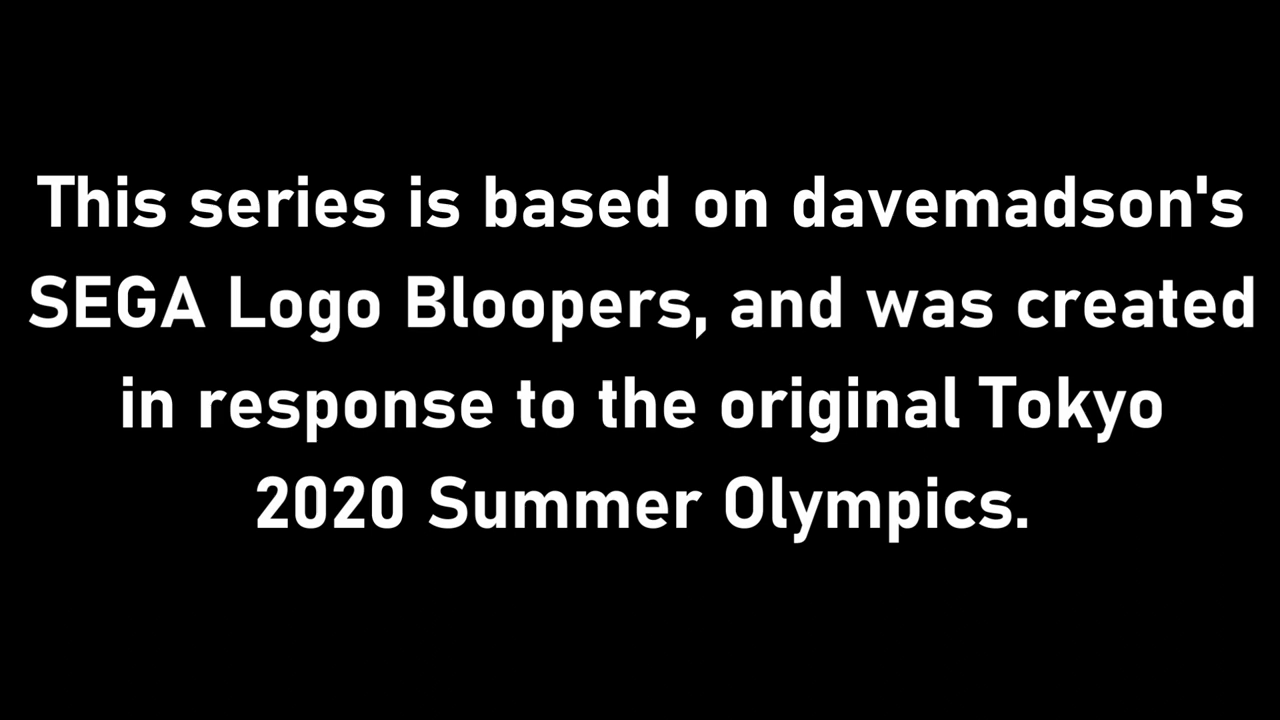 This series is based on davemadson's
SEGA Logo Bloopers, and was created
in response to the original Tokyo
2020 Summer Olympics.